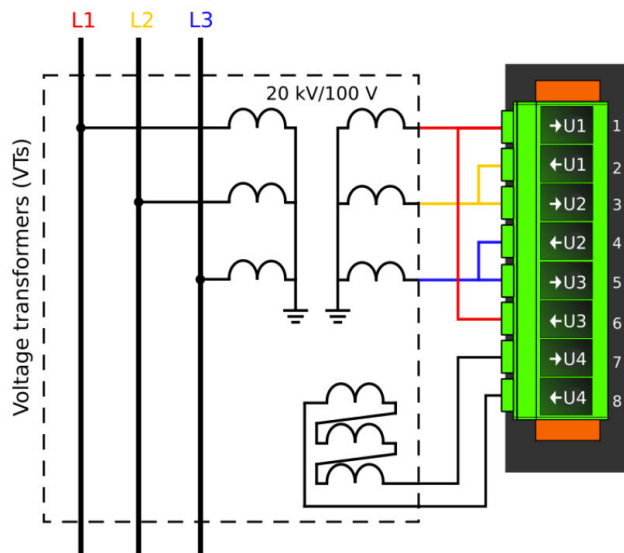 L1 L2 L3
20 kV/100 V
Voltage transformers (VTs)
→U1 1
←U1 2
→U2 3
←U2 4
→U3 5
←U3 6
→U4 7
←U4 8